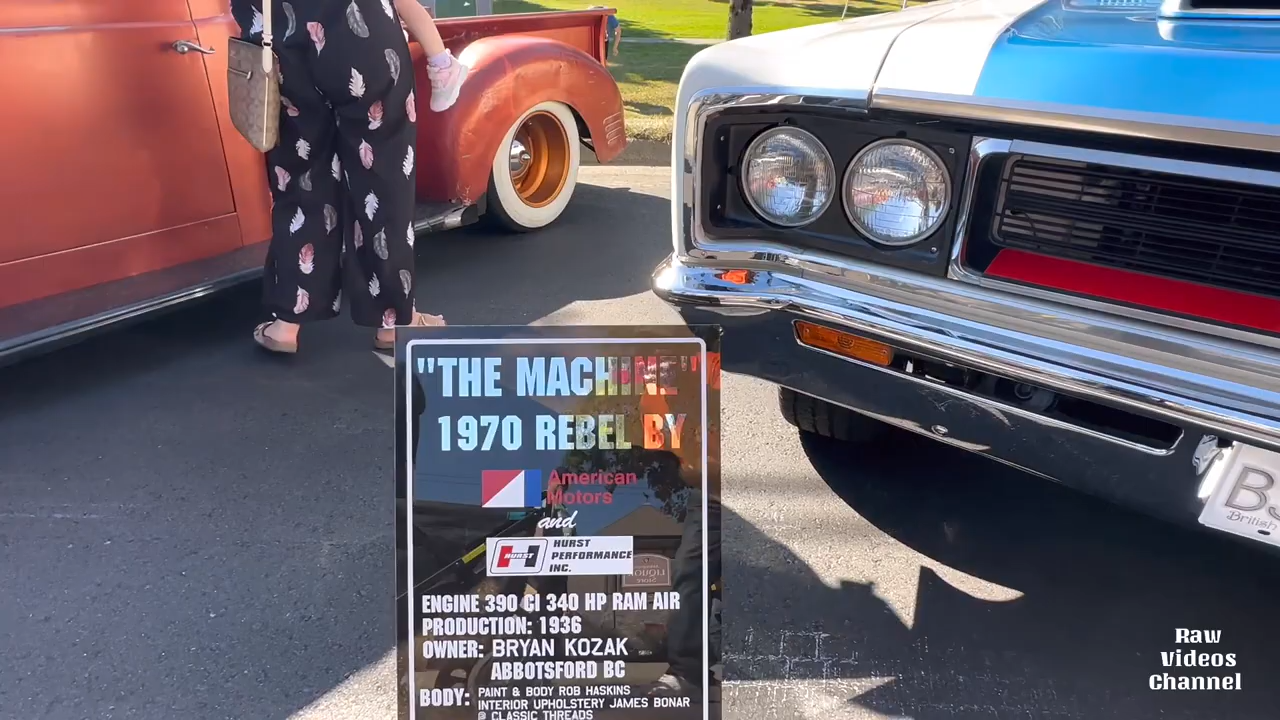 "THE MACHINE"
1970 REBEL BY
American
Motors
and
HURST
HURST
PERFORMANCE
INC.
LIQUOR
ENGINE 390 CI 340 HP RAM AIR
PRODUCTION: 1936
OWNER: BRYAN KOZAK
ABBOTSFORD BC
BODY: PAINT & BODY ROB HASKINS
INTERIOR UPHOLSTERY JAMES BONAR
@ CLASSIC THREADS
British
Raw
Videos
Channel